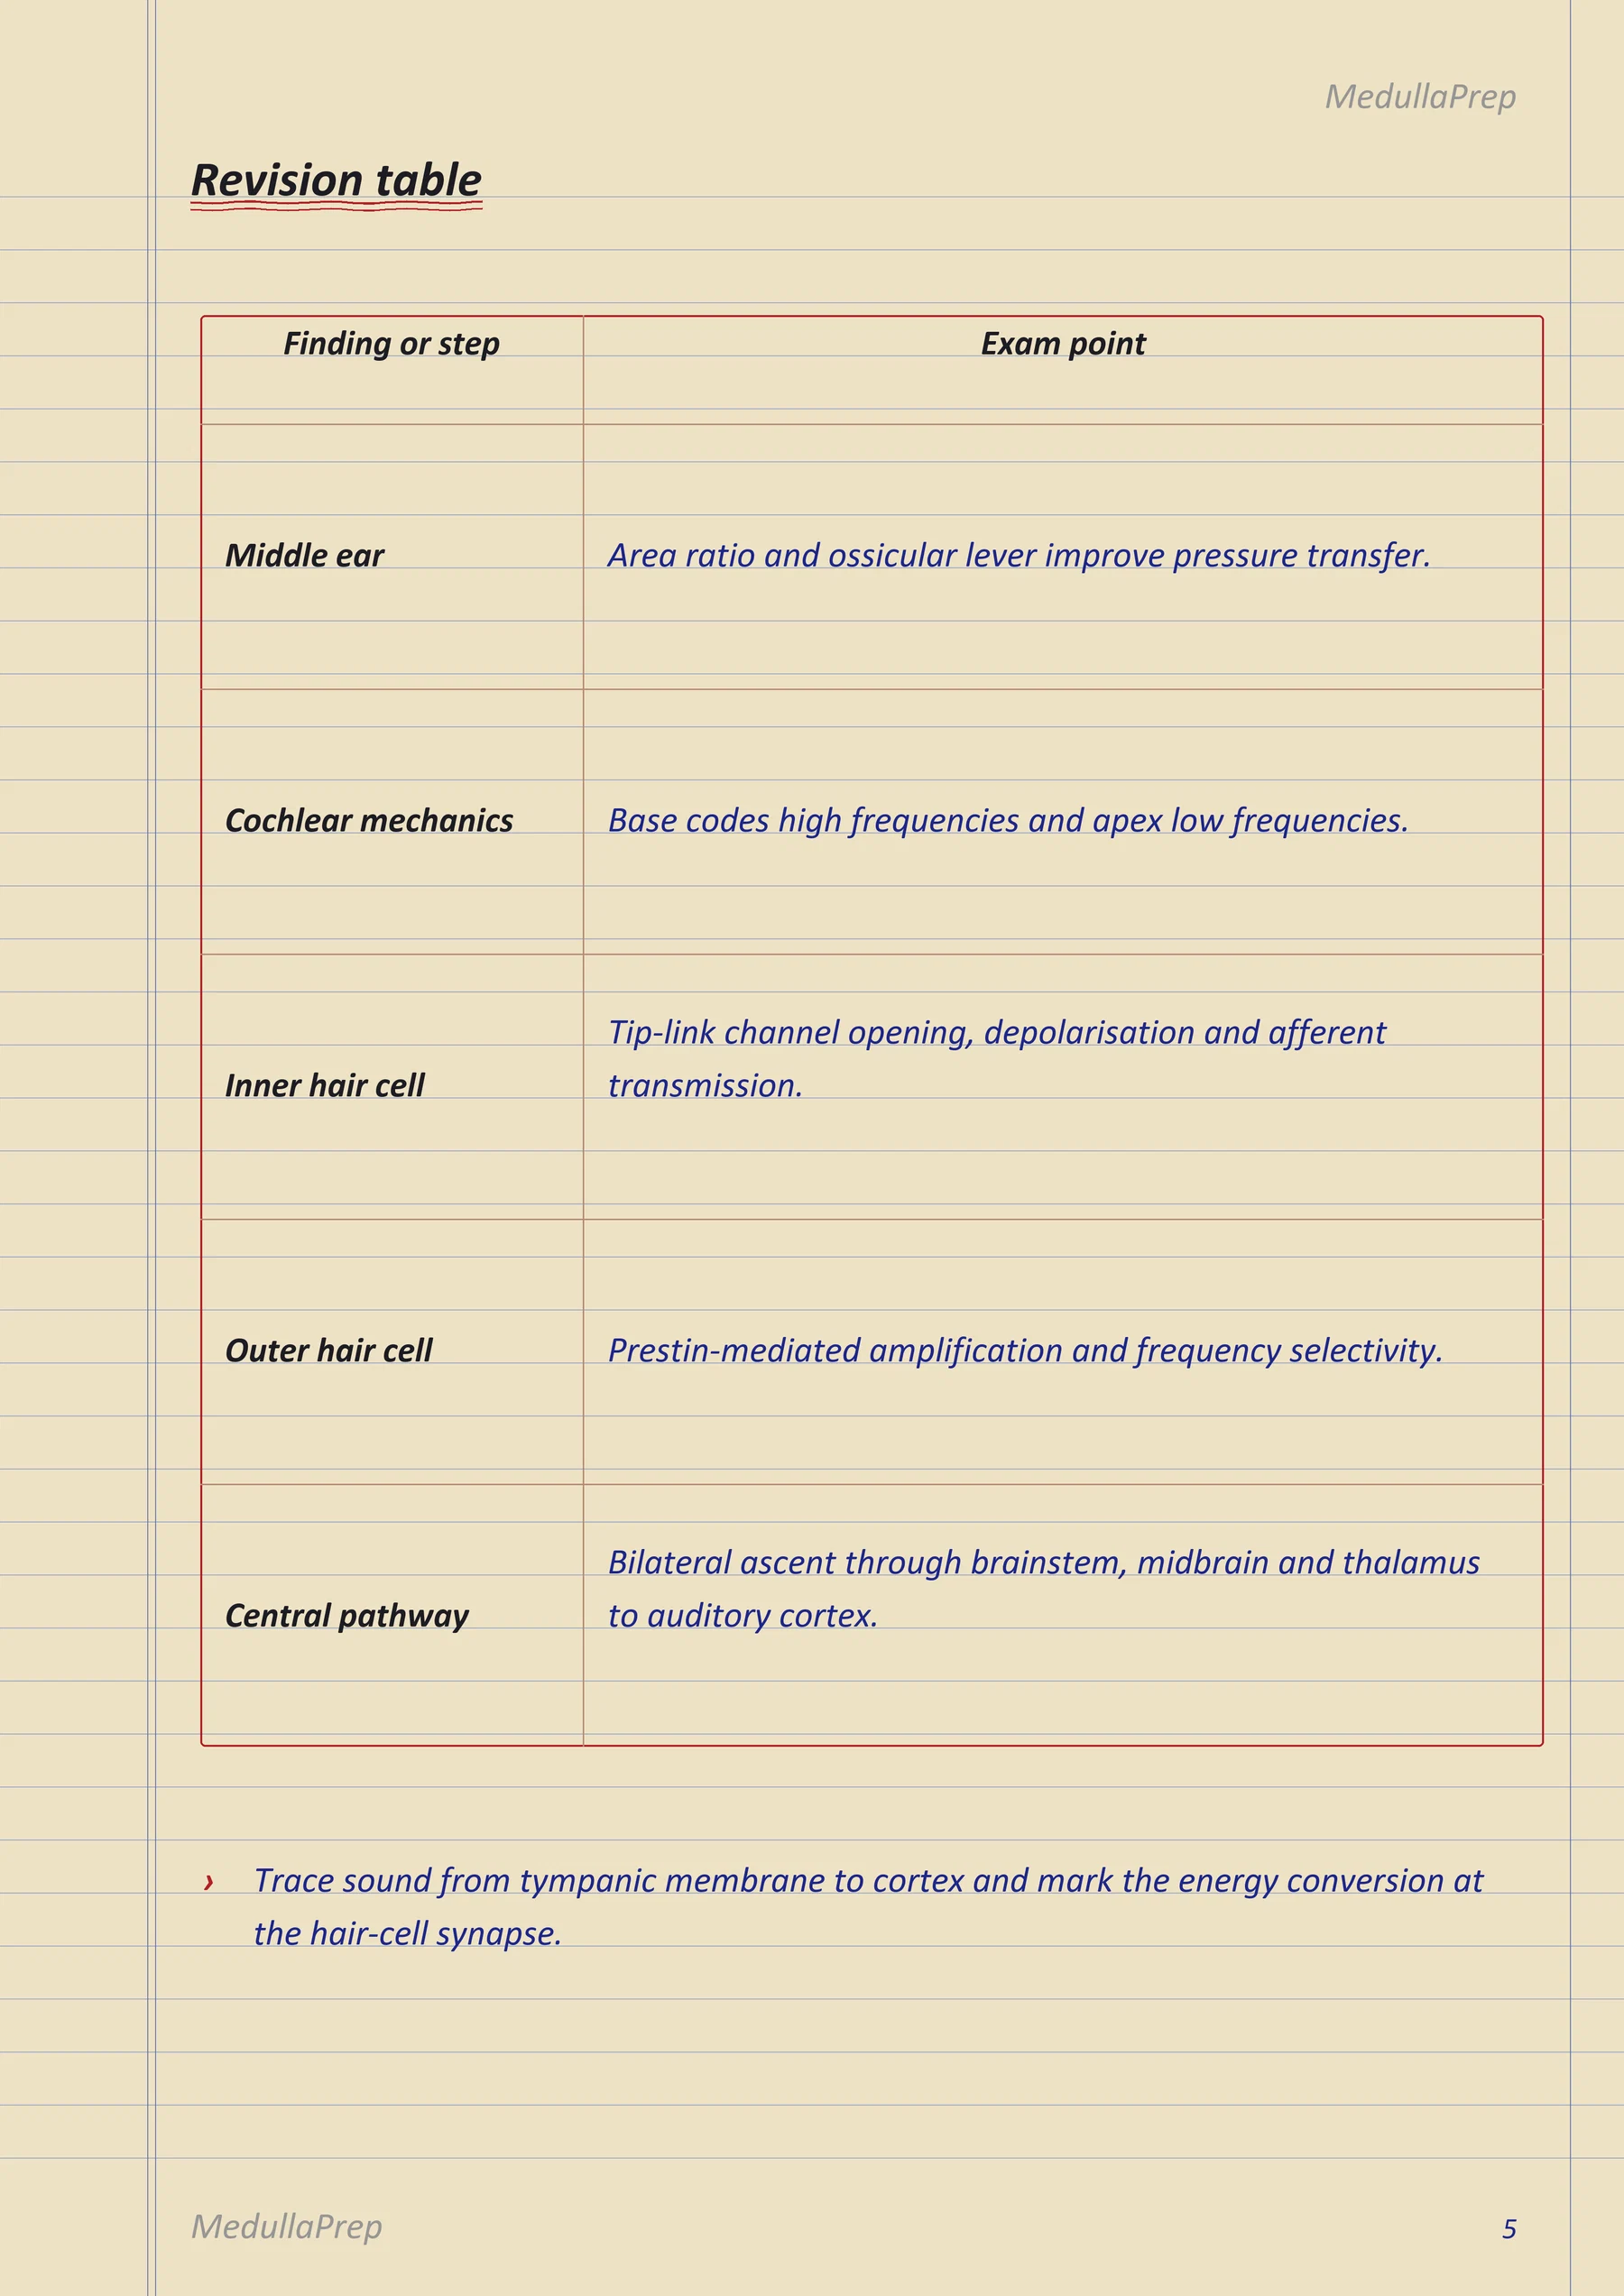 MedullaPrep
Revision table
Finding or step
Exam point
Middle ear
Area ratio and ossicular lever improve pressure transfer.
Cochlear mechanics
Base codes high frequencies and apex low frequencies.
Inner hair cell
Tip-link channel opening, depolarisation and afferent
transmission.
Outer hair cell
Prestin-mediated amplification and frequency selectivity.
Central pathway
Bilateral ascent through brainstem, midbrain and thalamus
to auditory cortex.
› Trace sound from tympanic membrane to cortex and mark the energy conversion at
the hair-cell synapse.
MedullaPrep
5